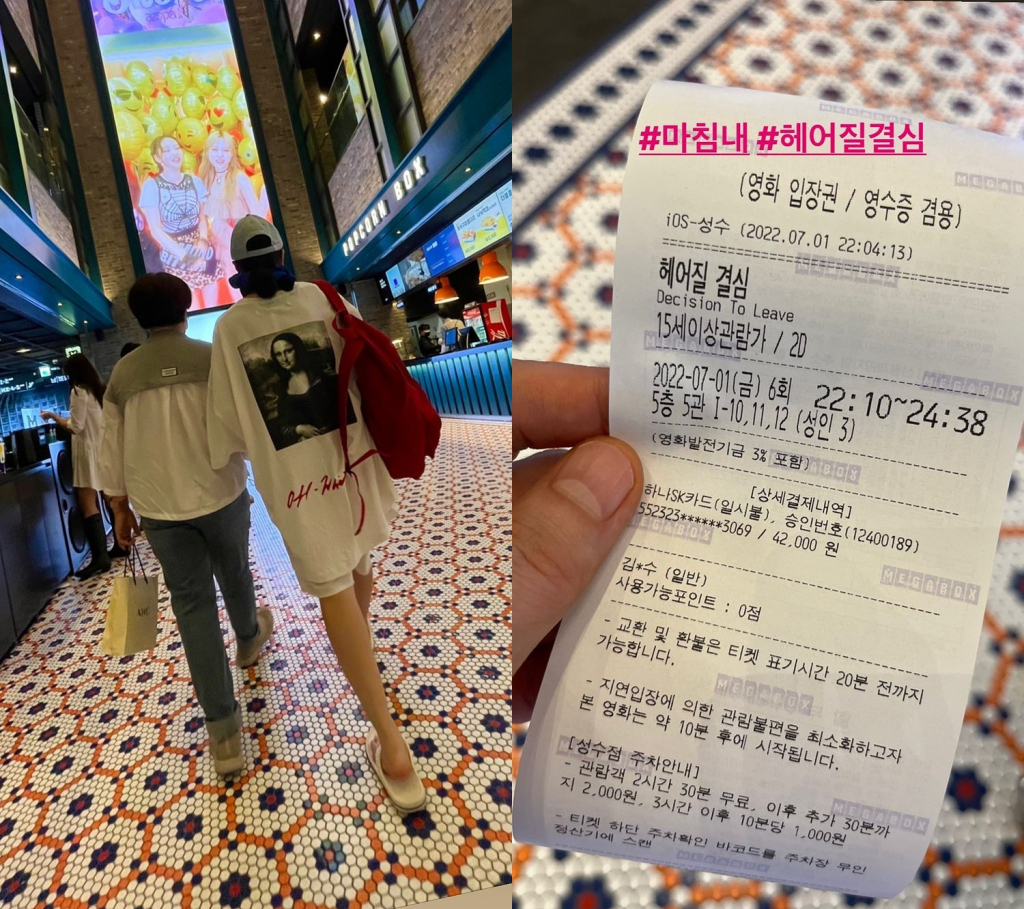 POPCORN BOX
Off-White
#마침내 #헤어질결심
(영화 입장권 / 영수증 겸용)
iOS-성수 (2022.07.01 22:04:13)
헤어질 결심
Decision To Leave
15세이상관람가 / 2D
2022-07-01(금) 6회 22:10~24:38
5층 5관 I-10,11,12 (성인 3)
(영화발전기금 3% 포함)
[상세결제내역]
하나SK카드(일시불), 승인번호(12400189)
552323******3069 / 42,000 원
김*수 (일반)
사용가능포인트 : 0점
- 교환 및 환불은 티켓 표기시간 20분 전까지
가능합니다.
- 지연입장에 의한 관람불편을 최소화하고자
본 영화는 약 10분 후에 시작됩니다.
[성수점 주차안내]
- 관람객 2시간 30분 무료, 이후 추가 30분까
지 2,000원, 3시간 이후 10분당 1,000원
- 티켓 하단 주차확인 바코드를 주차장 무인
정산기에 스캔
MEGABOX